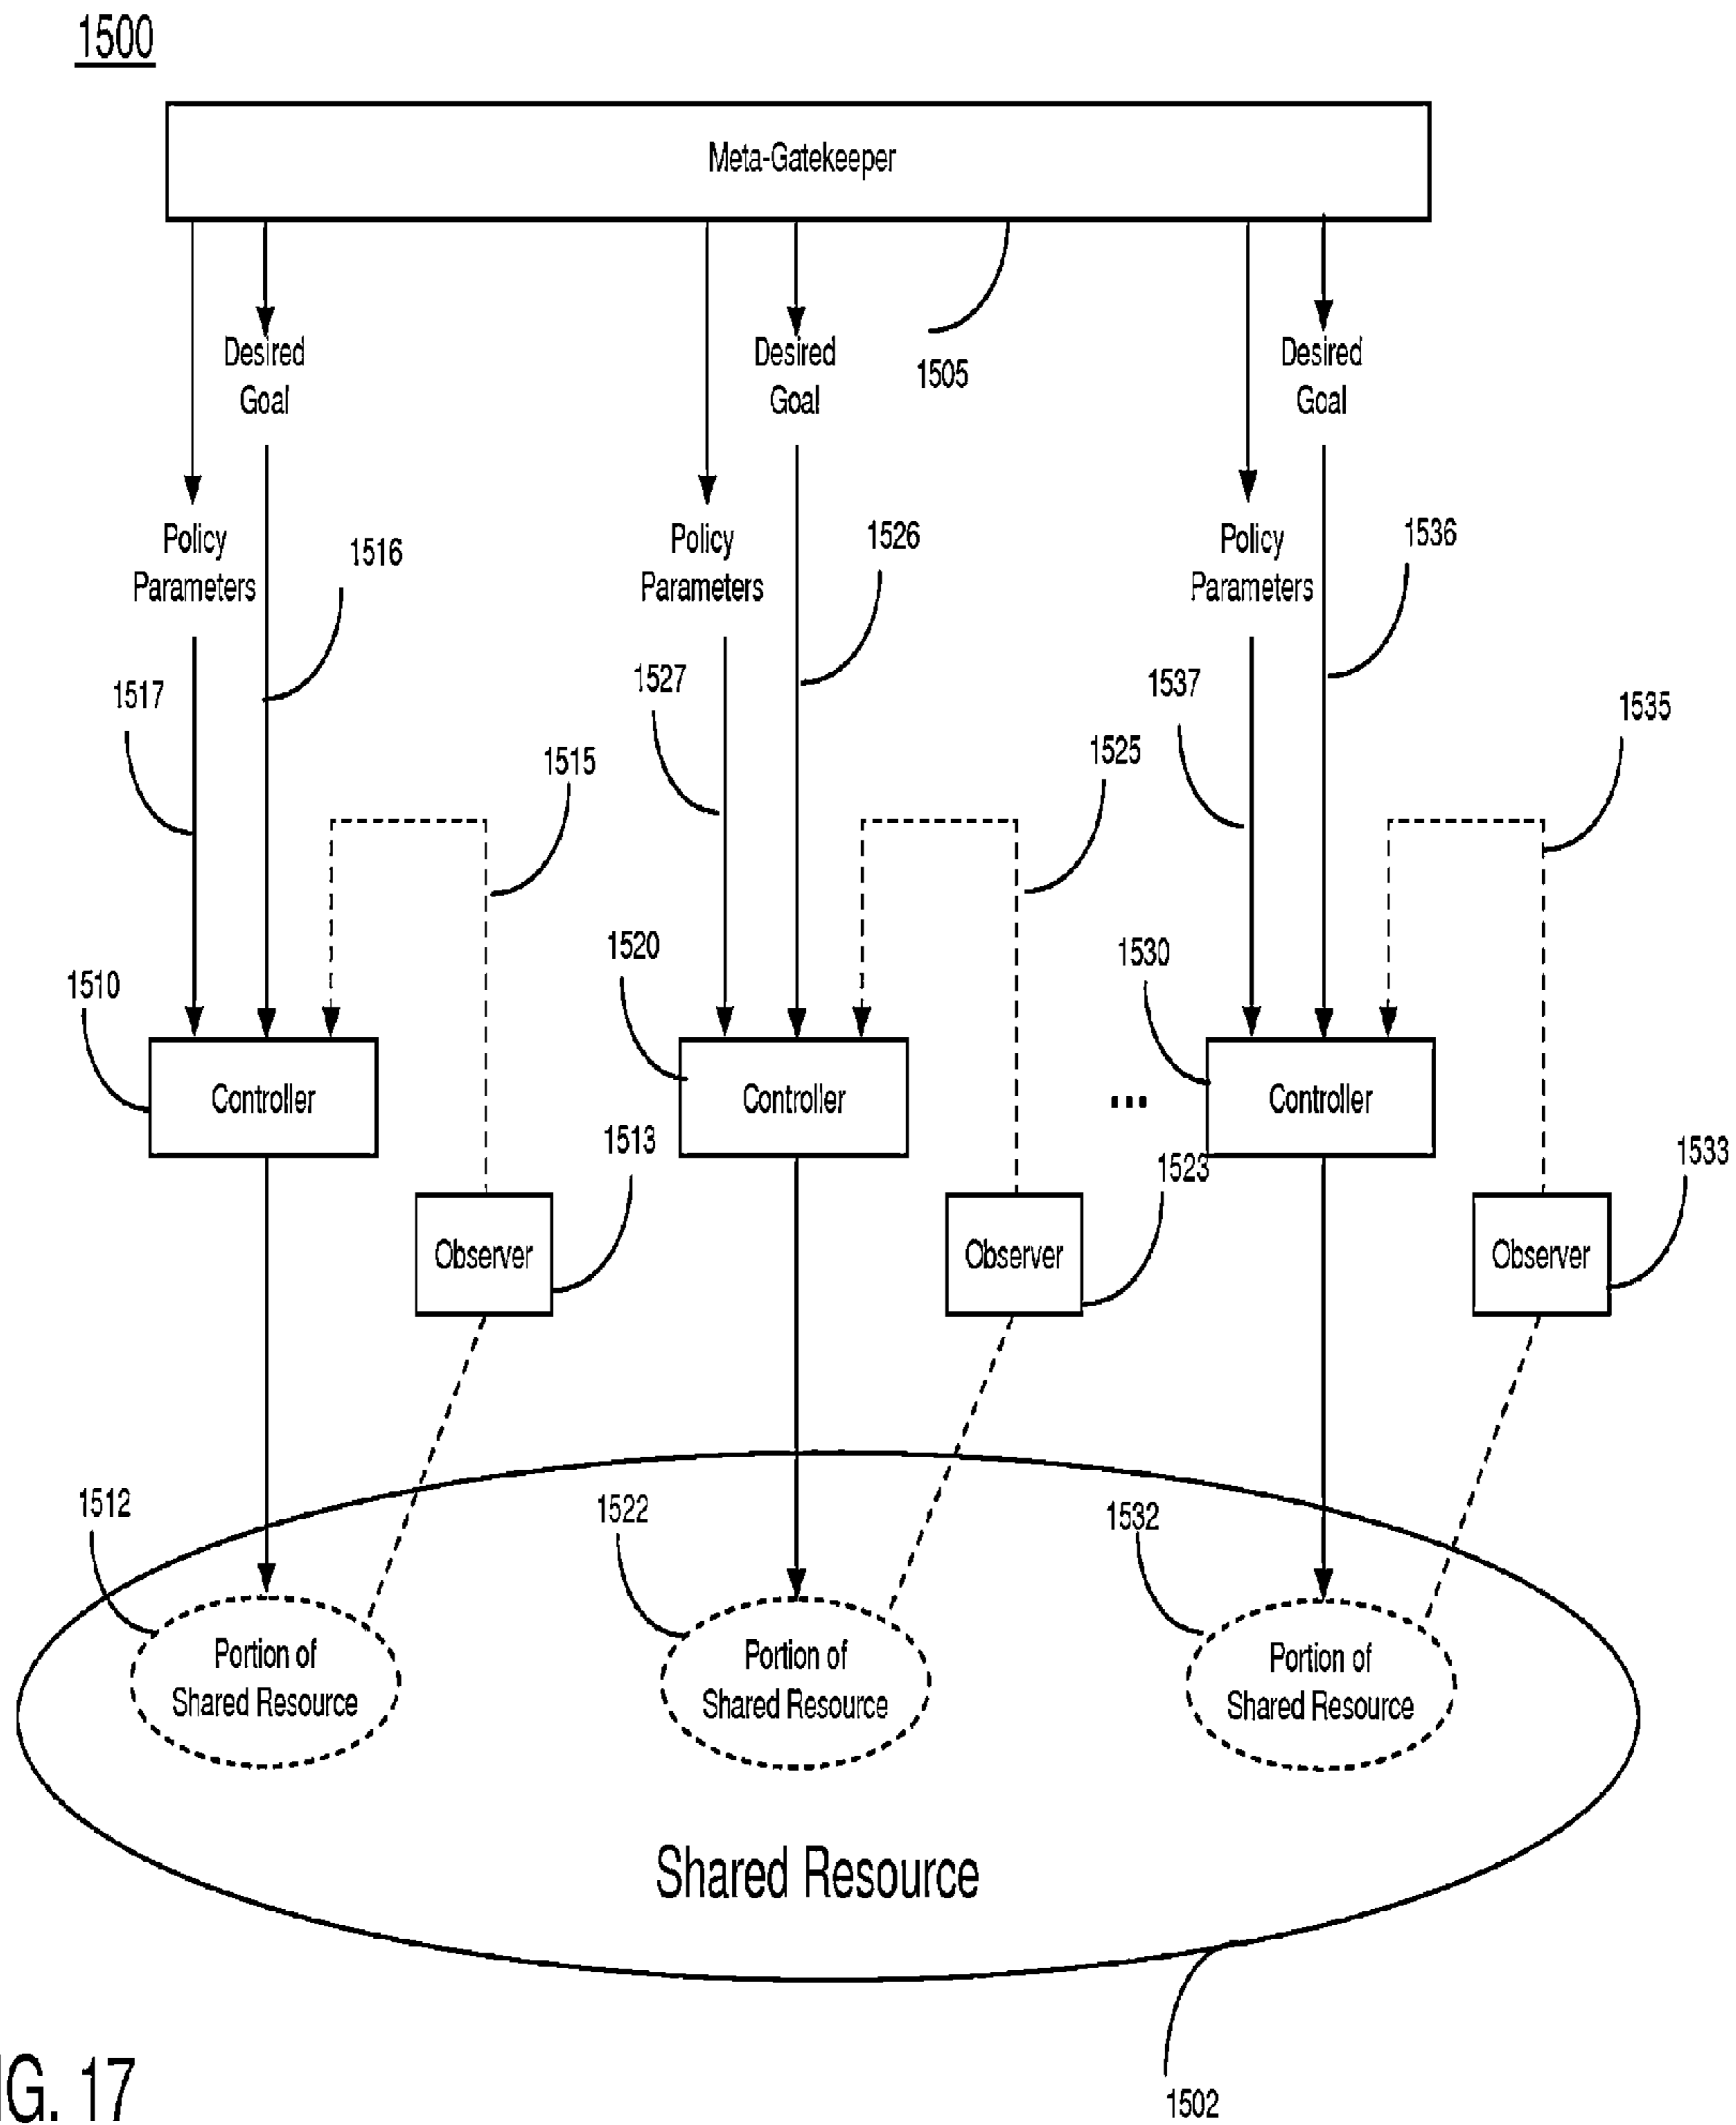 1500
Meta-Gatekeeper
Desired
Goal
Desired
Goal
1505
Desired
Goal
Policy
Parameters
1516
Policy
Parameters
1526
Policy
Parameters
1536
1517
1527
1537
1535
1515
1525
1510
1520
1530
Controller
Controller
...
Controller
1513
1523
1533
Observer
Observer
Observer
1512
1522
1532
Portion of
Shared Resource
Portion of
Shared Resource
Portion of
Shared Resource
Shared Resource
1502
IG. 17